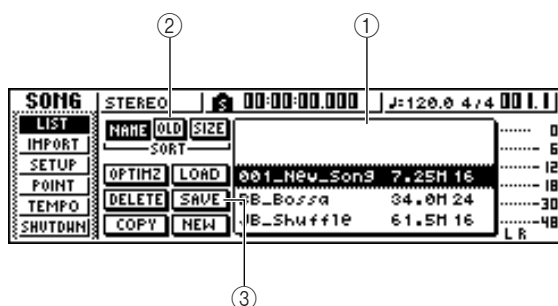 ② ①
SONG STEREO S 00:00:00.000 ♩=120.0 4/4 001.1
LIST NAME OLD SIZE
IMPORT SORT
SETUP OPTIMZ LOAD 001_New_Song 7.25M 16
POINT DELETE SAVE DB_Bossa 34.0M 24
TEMPO COPY NEW UB_Shuffle 61.5M 16
SHUTDWN
0
6
12
18
30
48
L R
③